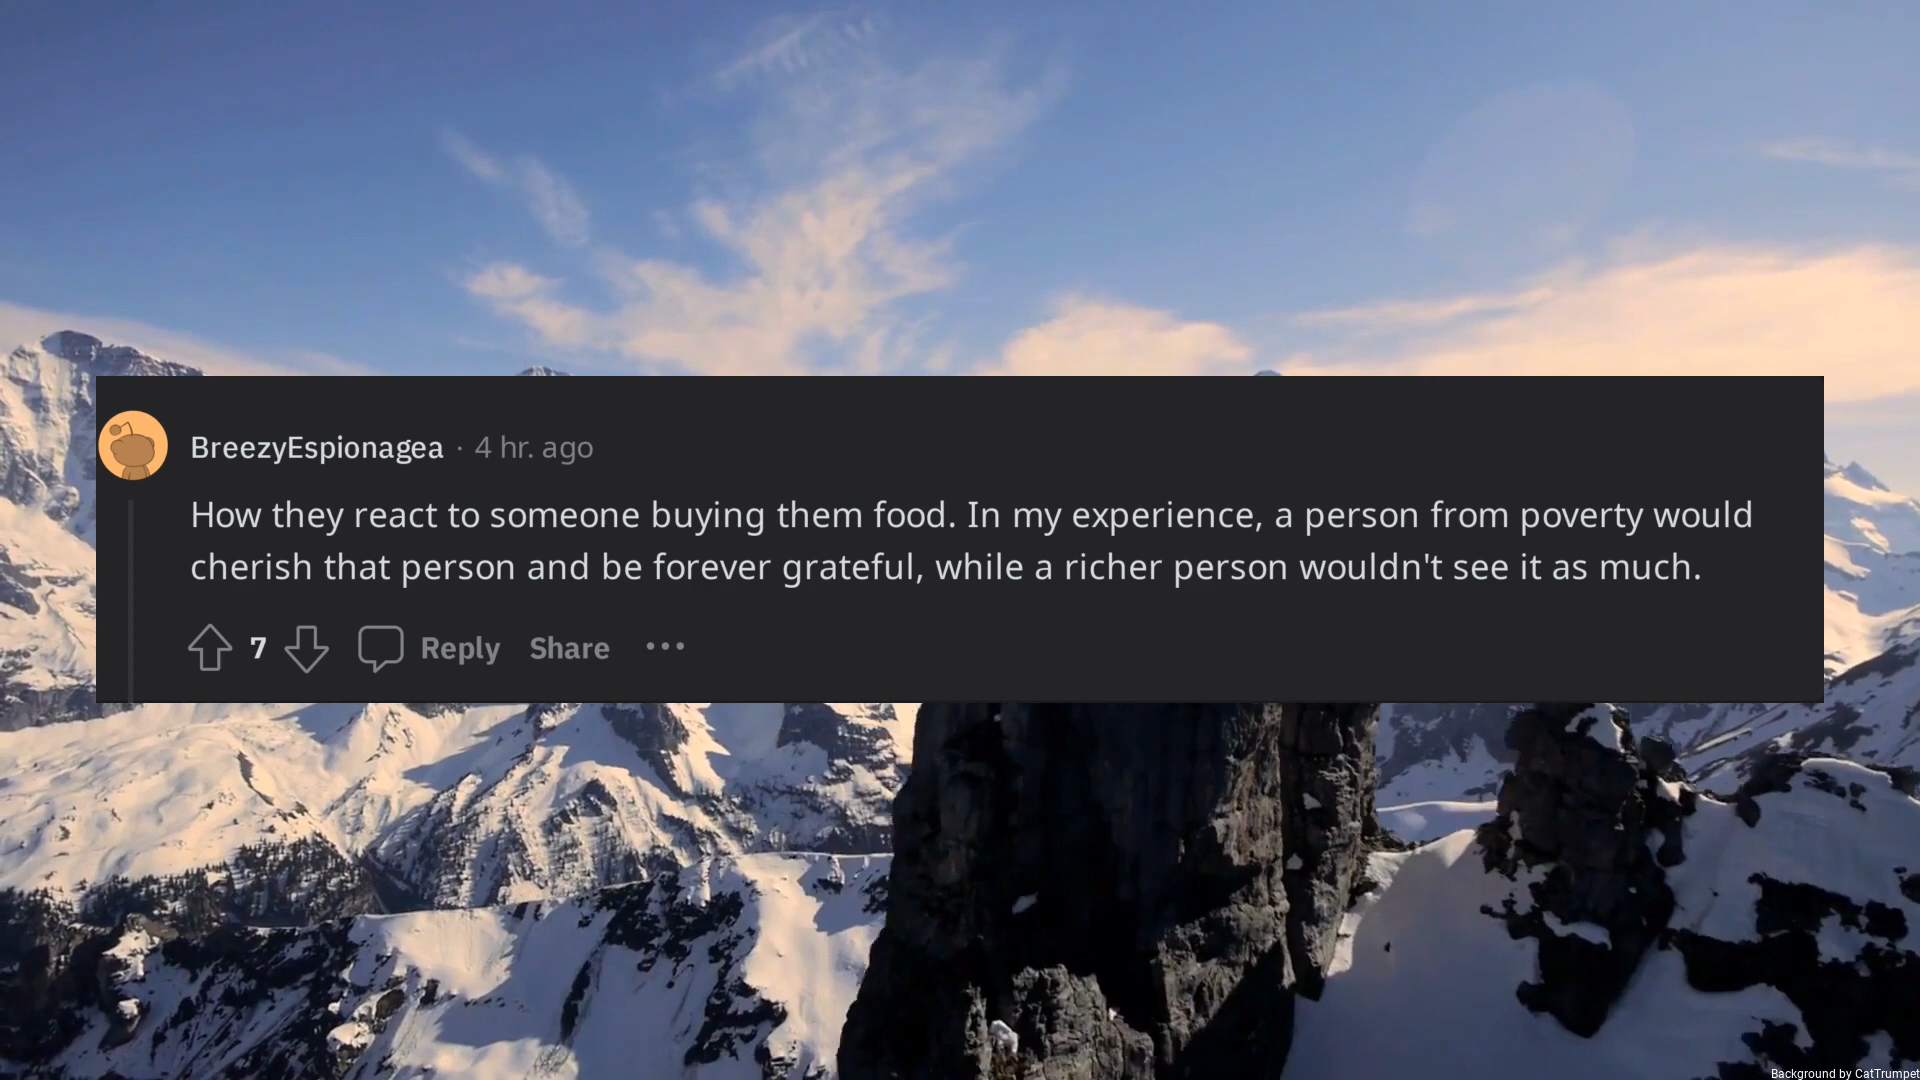 BreezyEspionagea · 4 hr. ago
How they react to someone buying them food. In my experience, a person from poverty would
cherish that person and be forever grateful, while a richer person wouldn't see it as much.
7 Reply Share ...
Background by CatTrumpet